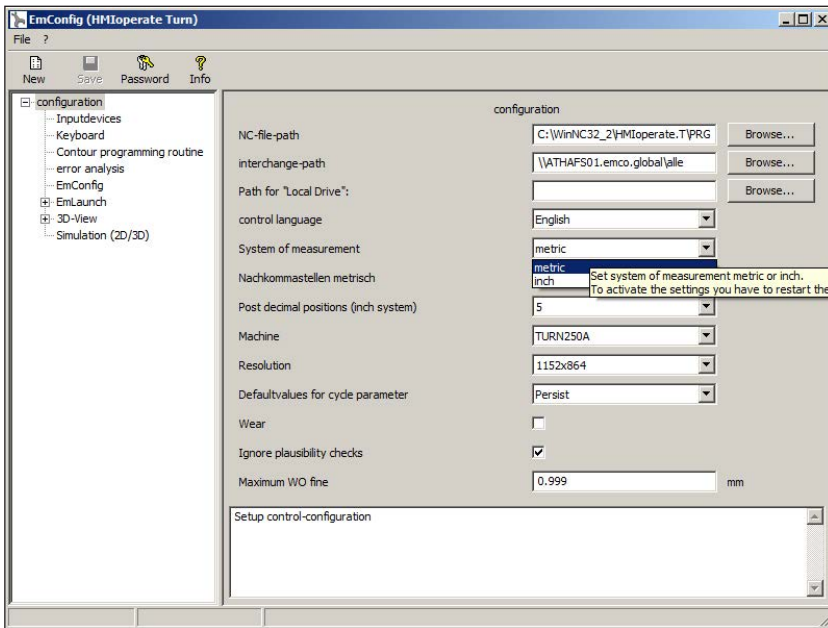 EmConfig (HMIoperate Turn)
File ?
New Save Password Info
configuration
Inputdevices
Keyboard
Contour programming routine
error analysis
EmConfig
EmLaunch
3D-View
Simulation (2D/3D)
configuration
NC-file-path C:\WinNC32_2\HMIoperate.T\PRG Browse...
interchange-path \\ATHAFS01.emco.global\alle Browse...
Path for "Local Drive": Browse...
control language English
System of measurement metric
metric
inch
Set system of measurement metric or inch.
To activate the settings you have to restart the
Nachkommastellen metrisch
Post decimal positions (inch system) 5
Machine TURN250A
Resolution 1152x864
Defaultvalues for cycle parameter Persist
Wear
Ignore plausibility checks
Maximum WO fine 0.999 mm
Setup control-configuration